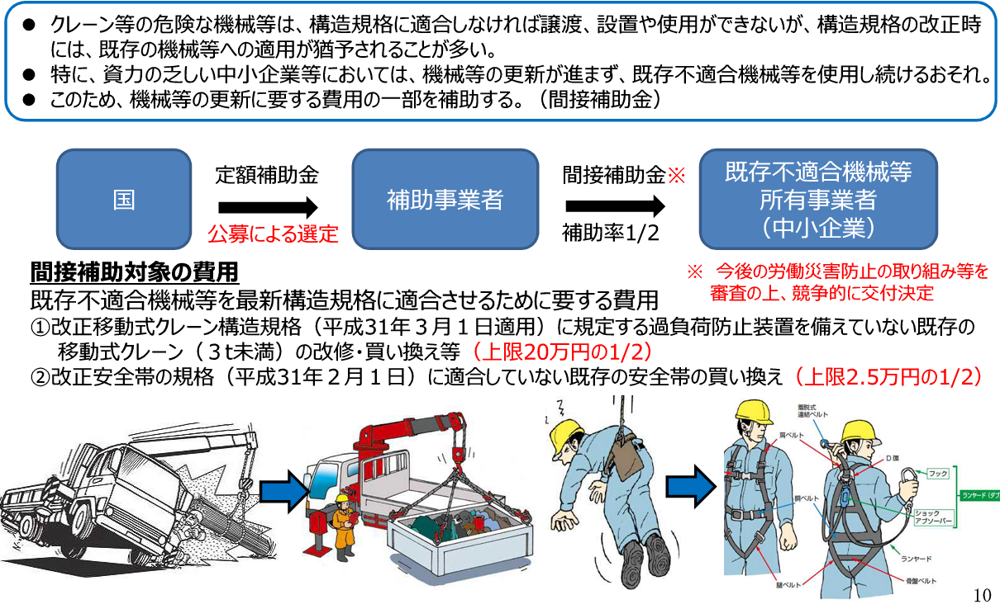 ● クレーン等の危険な機械等は、構造規格に適合しなければ譲渡、設置や使用ができないが、構造規格の改正時
には、既存の機械等への適用が猶予されることが多い。
● 特に、資力の乏しい中小企業等においては、機械等の更新が進まず、既存不適合機械等を使用し続けるおそれ。
● このため、機械等の更新に要する費用の一部を補助する。（間接補助金）
国
定額補助金
公募による選定
補助事業者
間接補助金※
補助率1/2
既存不適合機械等
所有事業者
（中小企業）
間接補助対象の費用
※ 今後の労働災害防止の取り組み等を
審査の上、競争的に交付決定
既存不適合機械等を最新構造規格に適合させるために要する費用
①改正移動式クレーン構造規格（平成31年３月１日適用）に規定する過負荷防止装置を備えていない既存の
移動式クレーン（３t未満）の改修・買い換え等（上限20万円の1/2）
②改正安全帯の規格（平成31年２月１日）に適合していない既存の安全帯の買い換え（上限2.5万円の1/2）
着脱式
連結ベルト
肩ベルト
D環
フック
ランヤード（ダブ
胴ベルト
ショック
アブソーバー
ランヤード
腿ベルト
骨盤ベルト
10